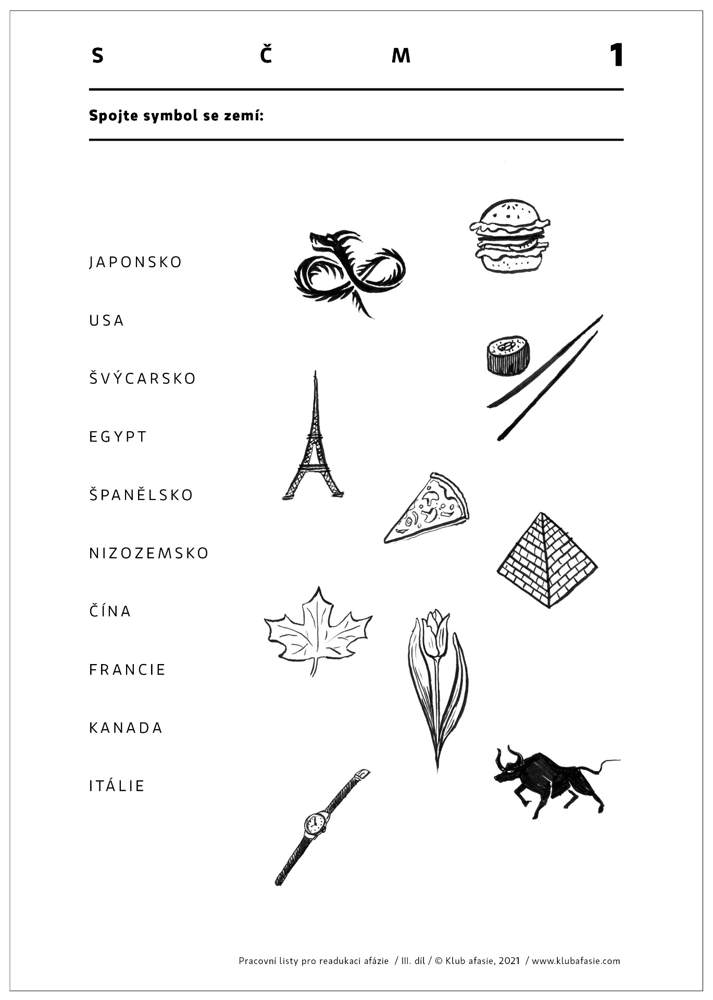 S Č M 1
Spojte symbol se zemí:
JAPONSKO
USA
ŠVÝCARSKO
EGYPT
ŠPANĚLSKO
NIZOZEMSKO
ČÍNA
FRANCIE
KANADA
ITÁLIE
Pracovní listy pro readukaci afázie / III. díl / © Klub afasie, 2021 / www.klubafasie.com